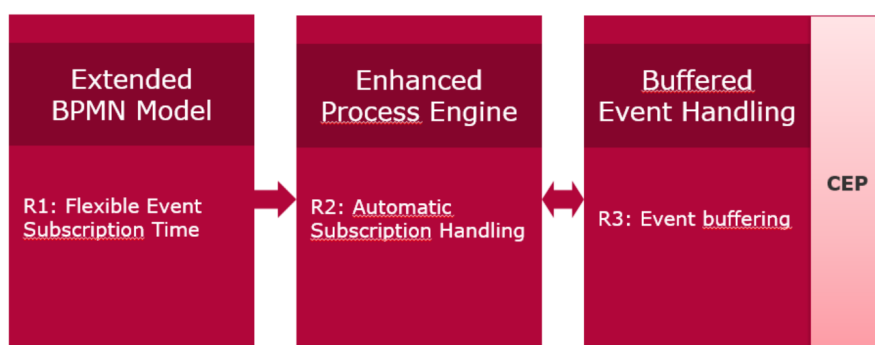 Extended
BPMN Model
R1: Flexible Event
Subscription Time
Enhanced
Process Engine
R2: Automatic
Subscription Handling
Buffered
Event Handling
R3: Event buffering
CEP